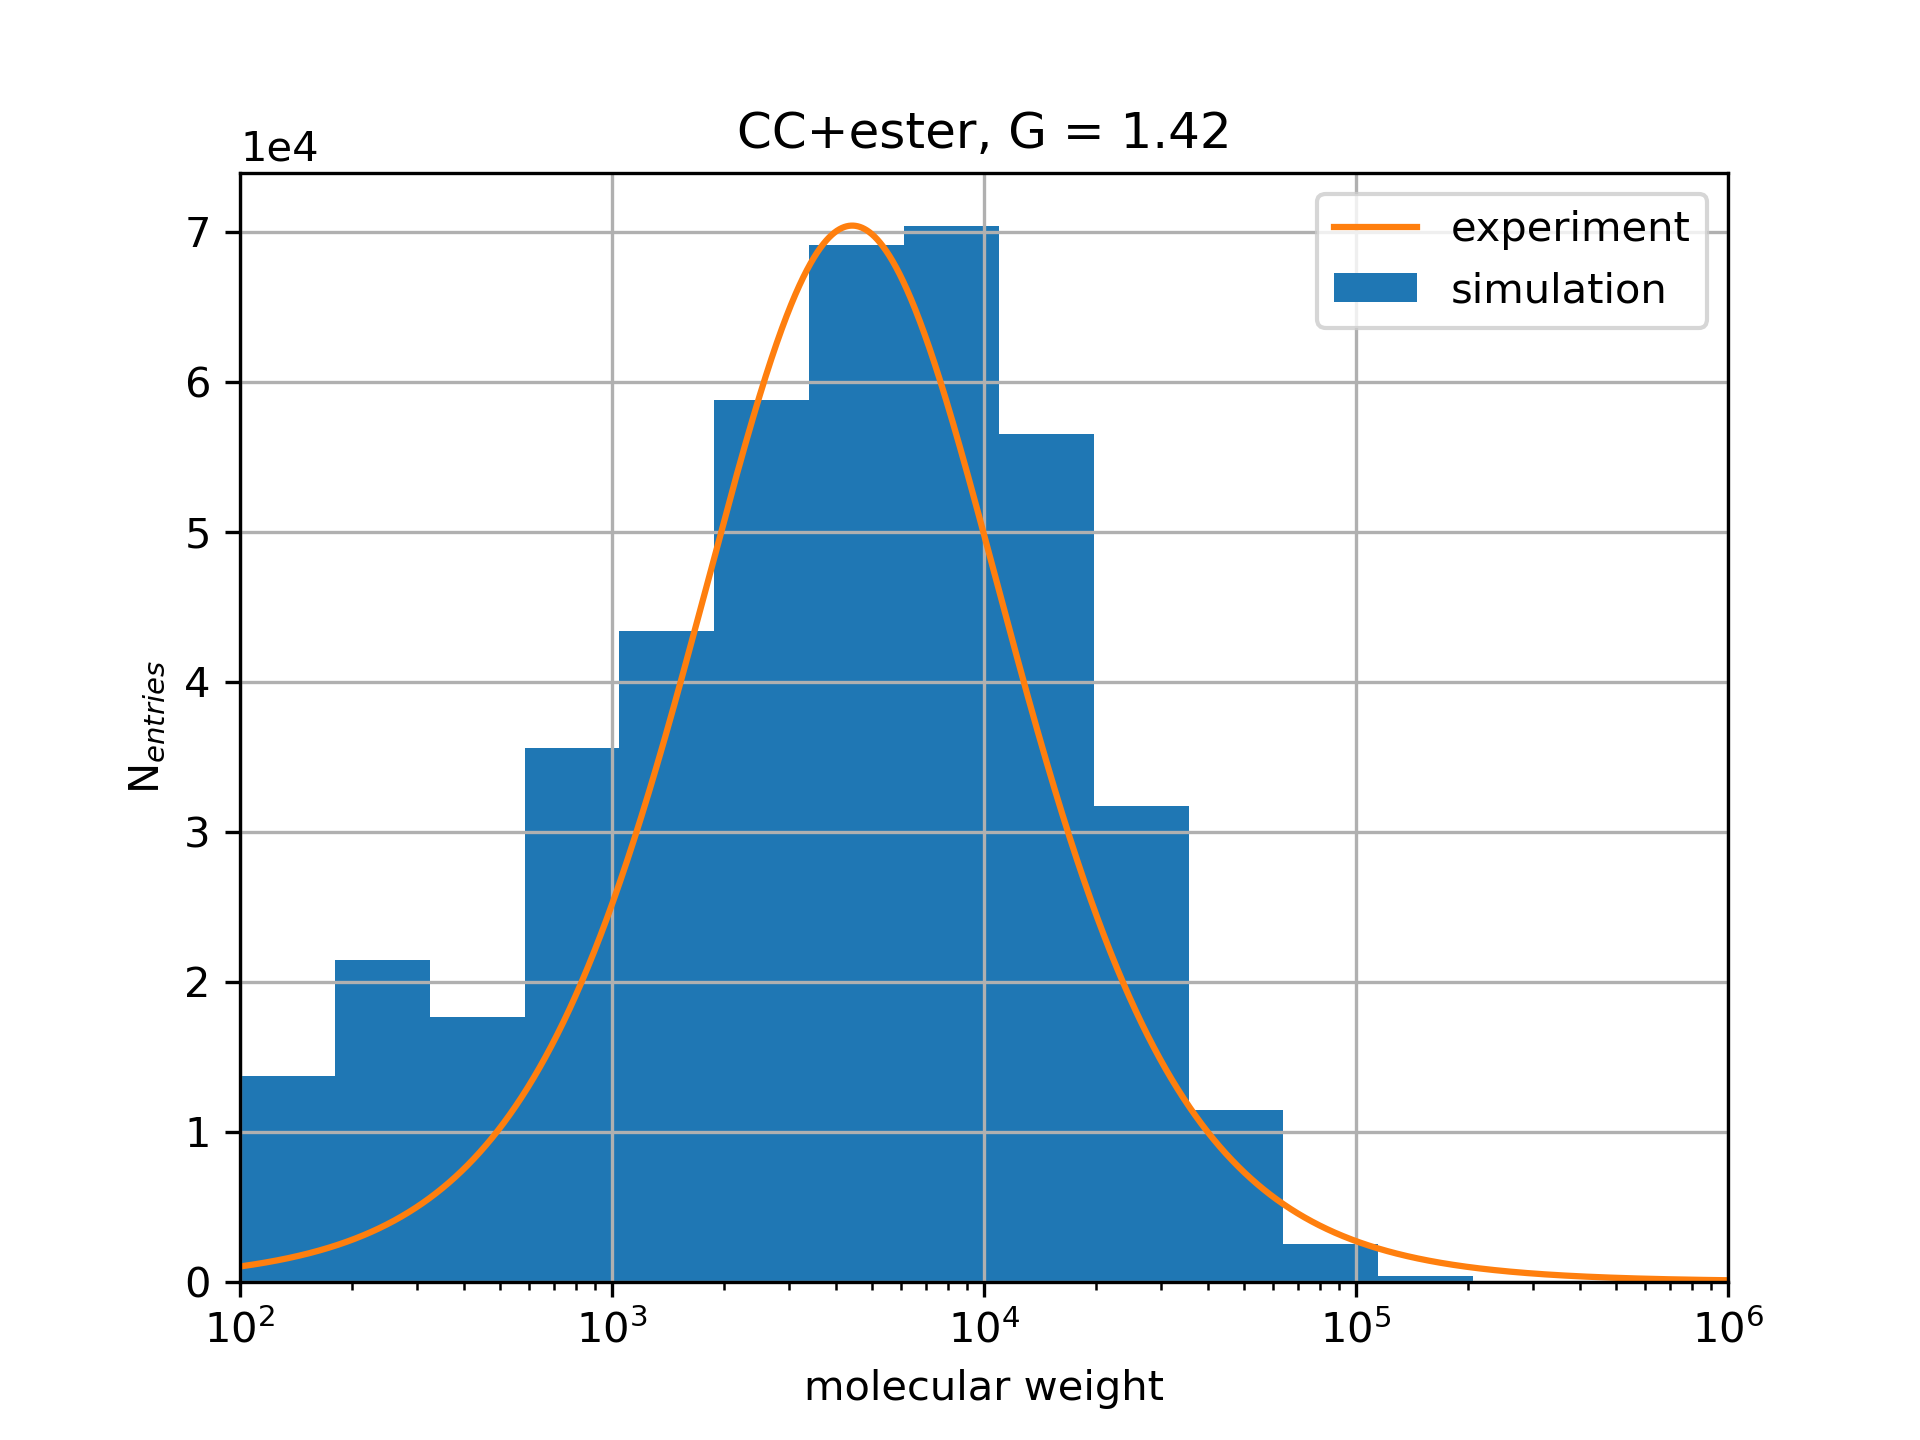 CC+ester, G = 1.42
1e4
experiment
simulation
7
6
5
4
3
2
1
0
N_entries
10^2
10^3
10^4
10^5
10^6
molecular weight